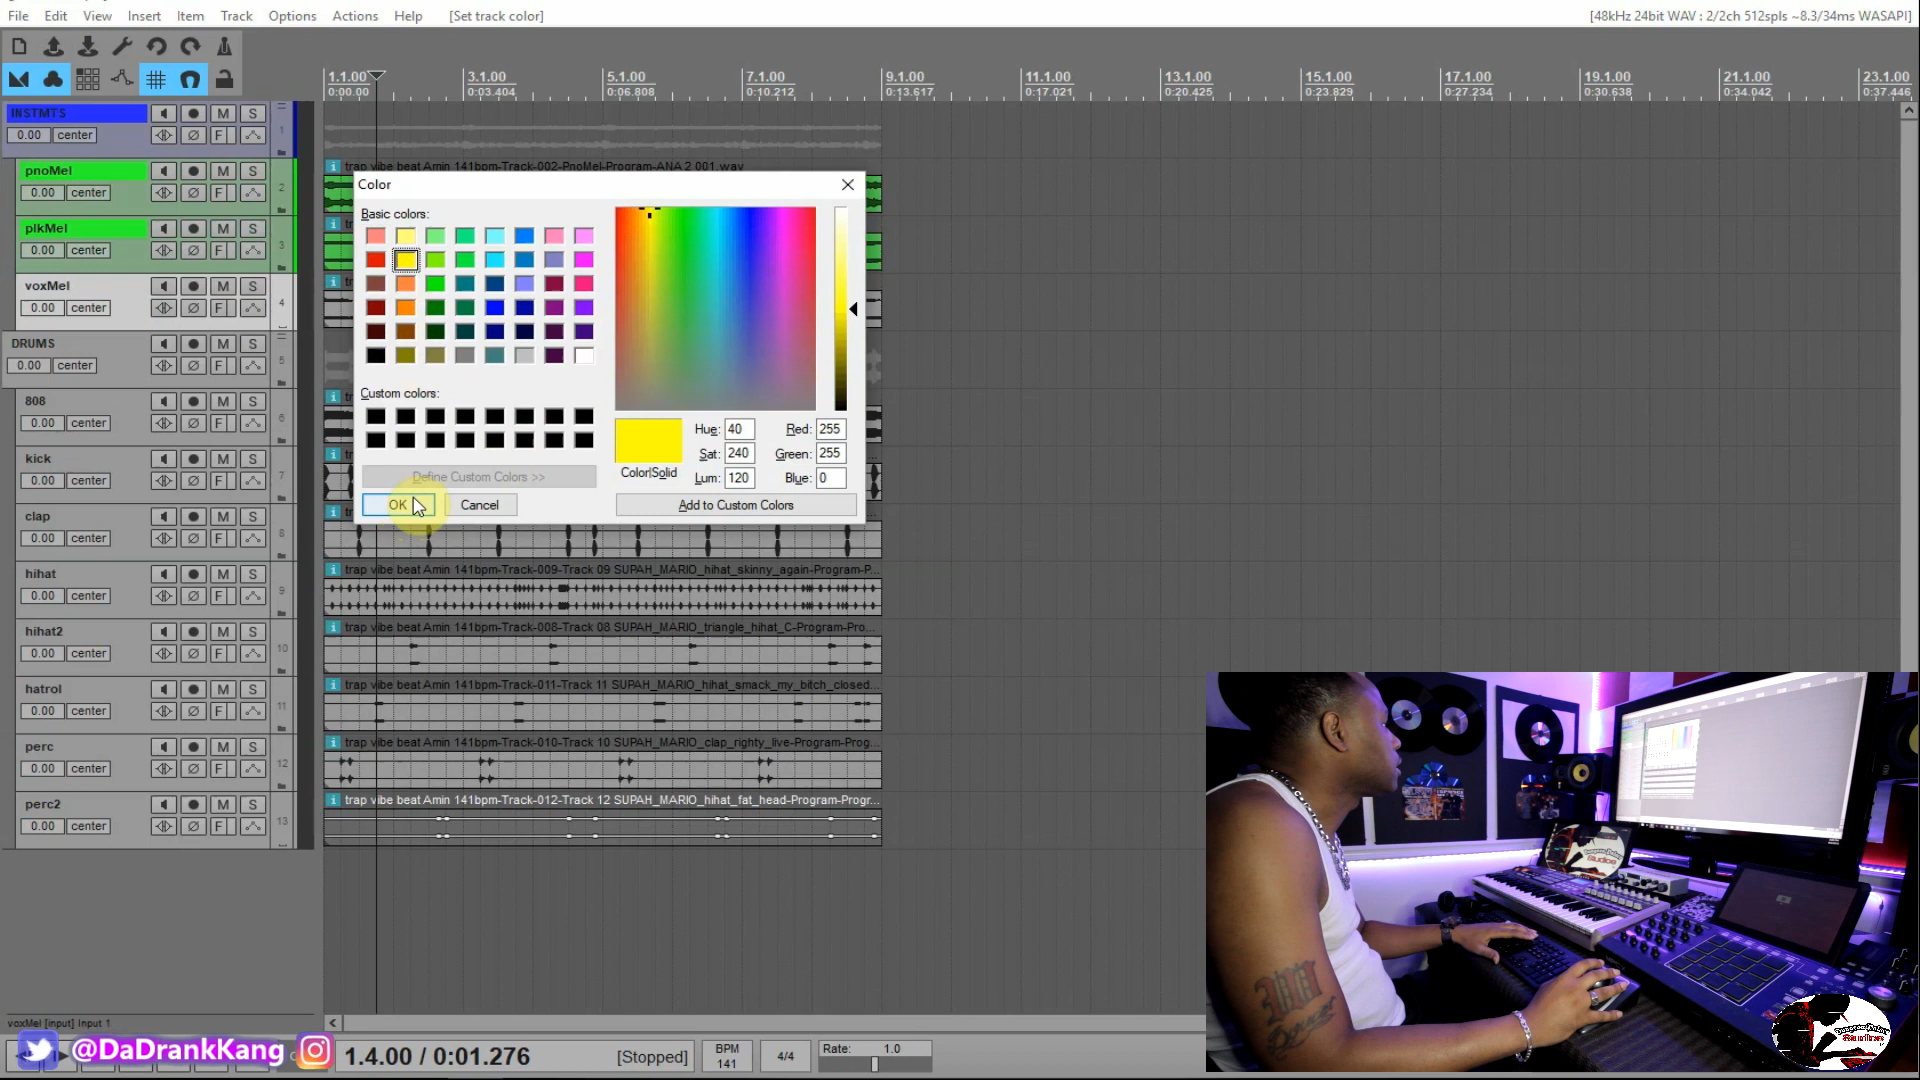 File Edit View Insert Item Track Options Actions Help [Set track color]
[48kHz 24bit WAV : 2/2ch 512spls ~8.3/34ms WASAPI]
1.1.00 3.1.00 5.1.00 7.1.00 9.1.00 11.1.00 13.1.00 15.1.00 17.1.00 19.1.00 21.1.00 23.1.00
0:00.00 0:03.404 0:06.808 0:10.212 0:13.617 0:17.021 0:20.425 0:23.829 0:27.234 0:30.638 0:34.042 0:37.446
INSTMTS M S
0.00 center F 1
trap vibe beat Amin 141bpm-Track-002-PnoMel-Program-ANA 2 001.wav
pnoMel M S
0.00 center F 2
plkMel M S
0.00 center F 3
voxMel M S
0.00 center F 4
DRUMS M S
0.00 center F 5
808 M S
0.00 center F 6
kick M S
0.00 center F 7
clap M S
0.00 center F 8
hihat M S
0.00 center F 9
hihat2 M S
0.00 center F 10
hatrol M S
0.00 center F 11
perc M S
0.00 center F 12
perc2 M S
0.00 center F 13
Color
Basic colors:
Custom colors:
Define Custom Colors >>
OK Cancel
Color|Solid
Hue: 40 Red: 255
Sat: 240 Green: 255
Lum: 120 Blue: 0
Add to Custom Colors
trap vibe beat Amin 141bpm-Track-009-Track 09 SUPAH_MARIO_hihat_skinny_again-Program-P...
trap vibe beat Amin 141bpm-Track-008-Track 08 SUPAH_MARIO_triangle_hihat_C-Program-Pro...
trap vibe beat Amin 141bpm-Track-011-Track 11 SUPAH_MARIO_hihat_smack_my_bitch_closed...
trap vibe beat Amin 141bpm-Track-010-Track 10 SUPAH_MARIO_clap_righty_live-Program-Prog...
trap vibe beat Amin 141bpm-Track-012-Track 12 SUPAH_MARIO_hihat_fat_head-Program-Progr...
voxMel [input] Input 1
@DaDrankKang
1.4.00 / 0:01.276 [Stopped]
BPM
141
4/4
Rate: 1.0